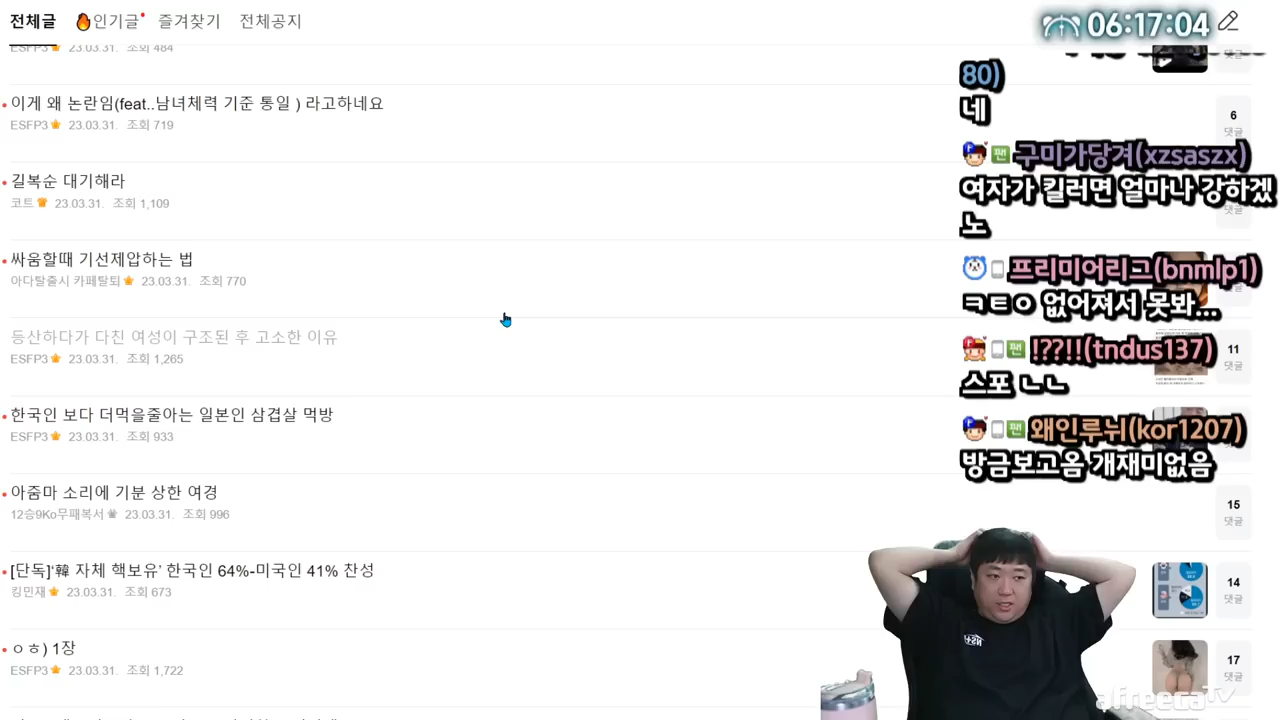 전체글 인기글 즐겨찾기 전체공지
06:17:04
ESFP3 23.03.31. 조회 484
이게 왜 논란임(feat..남녀체력 기준 통일 ) 라고하네요
ESFP3 23.03.31. 조회 719
6
댓글
길복순 대기해라
코트 23.03.31. 조회 1,109
댓글
싸움할때 기선제압하는 법
아다탈출시 카페탈퇴 23.03.31. 조회 770
등산하다가 다친 여성이 구조된 후 고소한 이유
ESFP3 23.03.31. 조회 1,265
11
댓글
한국인 보다 더먹을줄아는 일본인 삼겹살 먹방
ESFP3 23.03.31. 조회 933
아줌마 소리에 기분 상한 여경
12승9Ko무패복서 23.03.31. 조회 996
15
댓글
[단독]‘韓 자체 핵보유’ 한국인 64%-미국인 41% 찬성
킹민재 23.03.31. 조회 673
14
댓글
ㅇㅎ) 1장
ESFP3 23.03.31. 조회 1,722
17
댓글
80)
네
팬 구미가당겨(xzsaszx)
여자가 킬러면 얼마나 강하겠
노
프리미어리그(bnmlp1)
ㅋㅌㅇ 없어져서 못봐...
팬 !??!!(tndus137)
스포 ㄴㄴ
팬 왜인루뉘(kor1207)
방금보고옴 개재미없음
afreecaTV